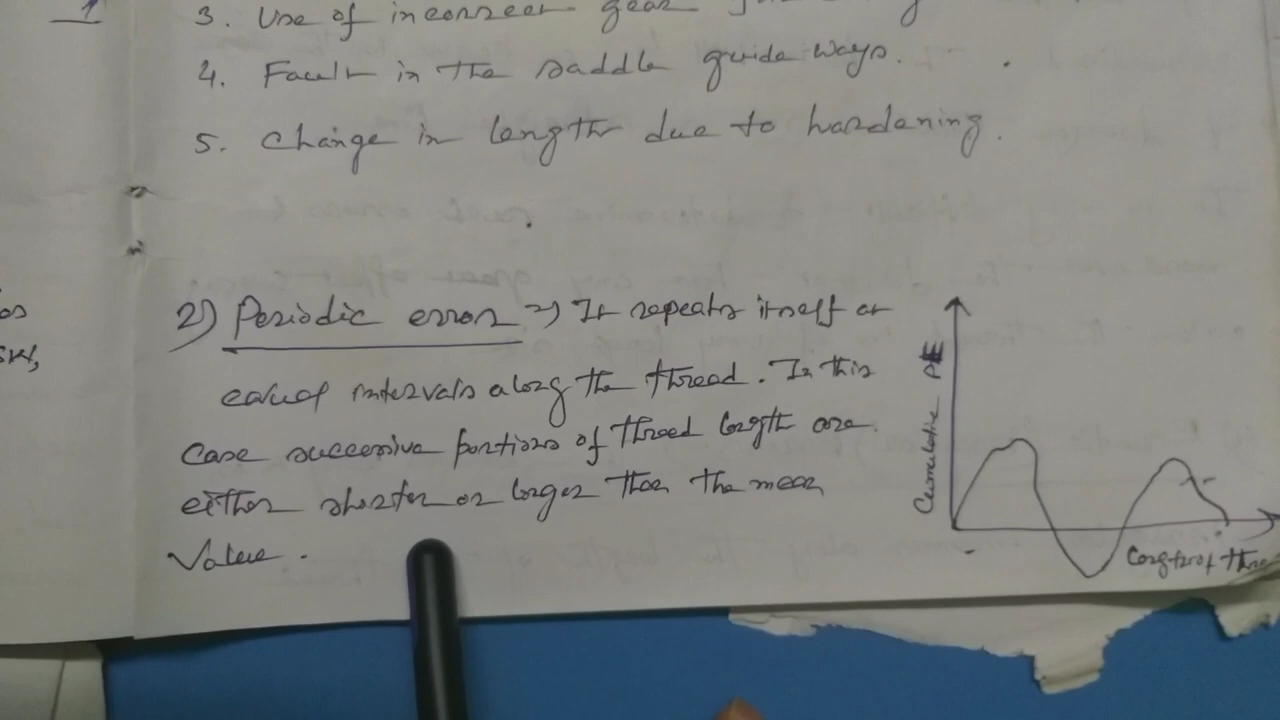 3. Use of incorrect gear
4. Fault in the saddle guide ways.
5. Change in length due to hardening.
2) Periodic error => It repeats itself at
equal intervals along the thread. In this
case successive portions of thread length are
either shorter or longer than the mean
value.
Cumulative PE
Length of thre